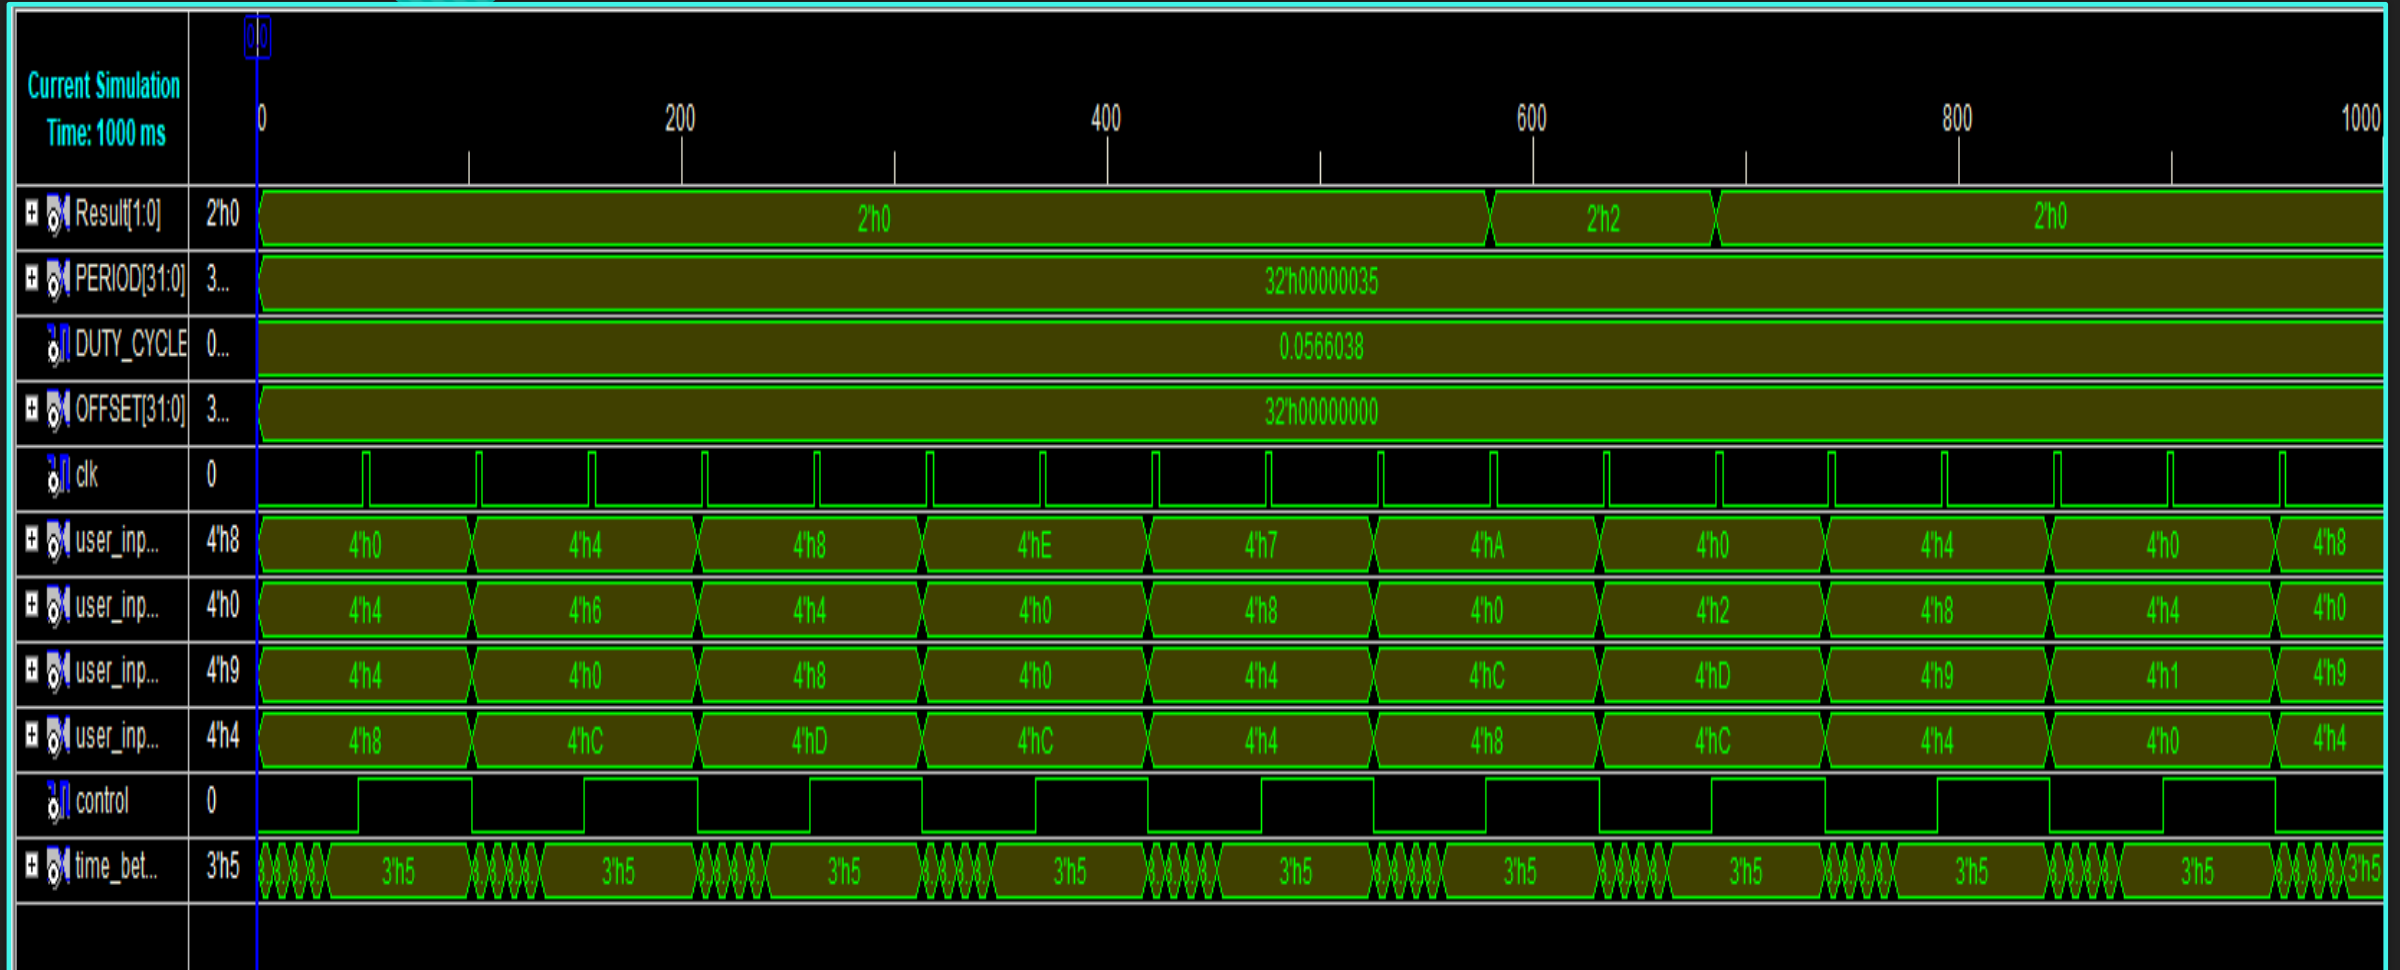 0.0
Current Simulation
Time: 1000 ms
0 200 400 600 800 1000
Result[1:0] 2'h0 2'h0 2'h2 2'h0
PERIOD[31:0] 3... 32'h00000035
DUTY_CYCLE 0... 0.0566038
OFFSET[31:0] 3... 32'h00000000
clk 0
user_inp... 4'h8 4'h0 4'h4 4'h8 4'hE 4'h7 4'hA 4'h0 4'h4 4'h0 4'h8
user_inp... 4'h0 4'h4 4'h6 4'h4 4'h0 4'h8 4'h0 4'h2 4'h8 4'h4 4'h0
user_inp... 4'h9 4'h4 4'h0 4'h8 4'h0 4'h4 4'hC 4'hD 4'h9 4'h1 4'h9
user_inp... 4'h4 4'h8 4'hC 4'hD 4'hC 4'h4 4'h8 4'hC 4'h4 4'h0 4'h4
control 0
time_bet... 3'h5 3'h5 3'h5 3'h5 3'h5 3'h5 3'h5 3'h5 3'h5 3'h5 3'h5